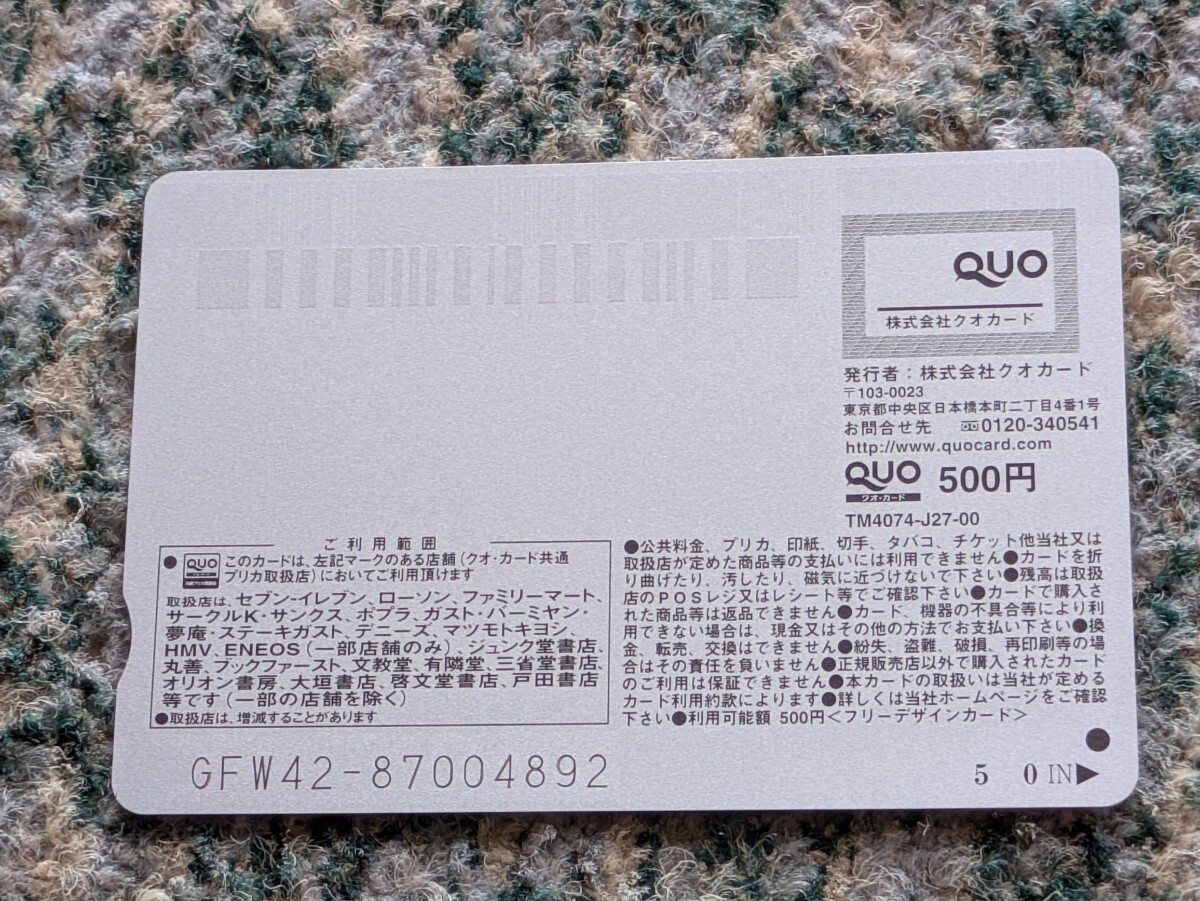 QUO
株式会社クオカード
発行者：株式会社クオカード
〒103-0023
東京都中央区日本橋本町二丁目4番1号
お問合せ先 0120-340541
http://www.quocard.com
QUO 500円
クオ・カード
TM4074-J27-00
ご利用範囲
● QUO このカードは、左記マークのある店舗（クオ・カード共通
プリカ取扱店）においてご利用頂けます
取扱店は、セブン-イレブン、ローソン、ファミリーマート、
サークルK・サンクス、ポプラ、ガスト・バーミヤン・
夢庵・ステーキガスト、デニーズ、マツモトキヨシ、
HMV、ENEOS（一部店舗のみ）、ジュンク堂書店、
丸善、ブックファースト、文教堂、有隣堂、三省堂書店、
オリオン書房、大垣書店、啓文堂書店、戸田書店
等です（一部の店舗を除く）
●取扱店は、増減することがあります
●公共料金、プリカ、印紙、切手、タバコ、チケット他当社又は
取扱店が定めた商品等の支払いには利用できません●カードを折
り曲げたり、汚したり、磁気に近づけないで下さい●残高は取扱
店のPOSレジ又はレシート等でご確認下さい●カードで購入さ
れた商品等は返品できません●カード、機器の不具合等により利
用できない場合は、現金又はその他の方法でお支払い下さい●換
金、転売、交換はできません●紛失、盗難、破損、再印刷等の場
合はその責任を負いません●正規販売店以外で購入されたカード
のご利用は保証できません●本カードの取扱いは当社が定める
カード利用約款によります●詳しくは当社ホームページをご確認
下さい●利用可能額 500円＜フリーデザインカード＞
GFW42-87004892
5 0 IN▶